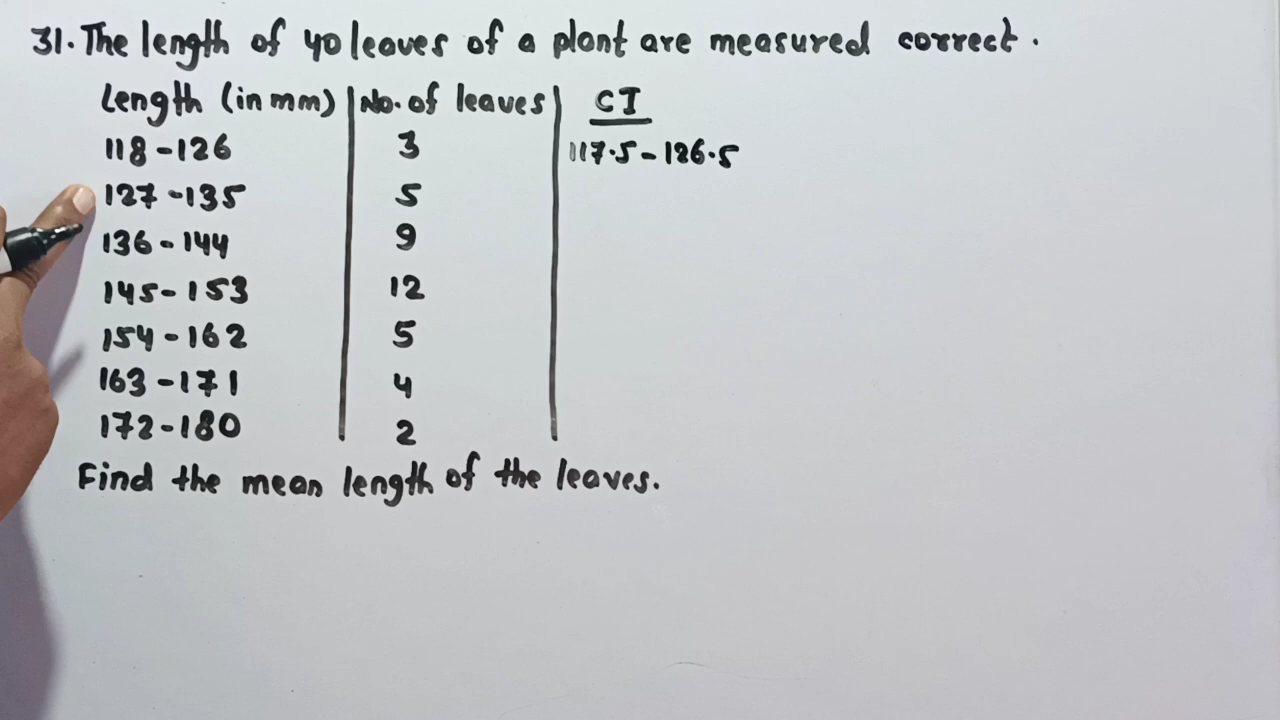 31. The length of 40 leaves of a plant are measured correct.
Length (in mm) No. of leaves CI
118-126 3 117.5-126.5
127-135 5
136-144 9
145-153 12
154-162 5
163-171 4
172-180 2
Find the mean length of the leaves.